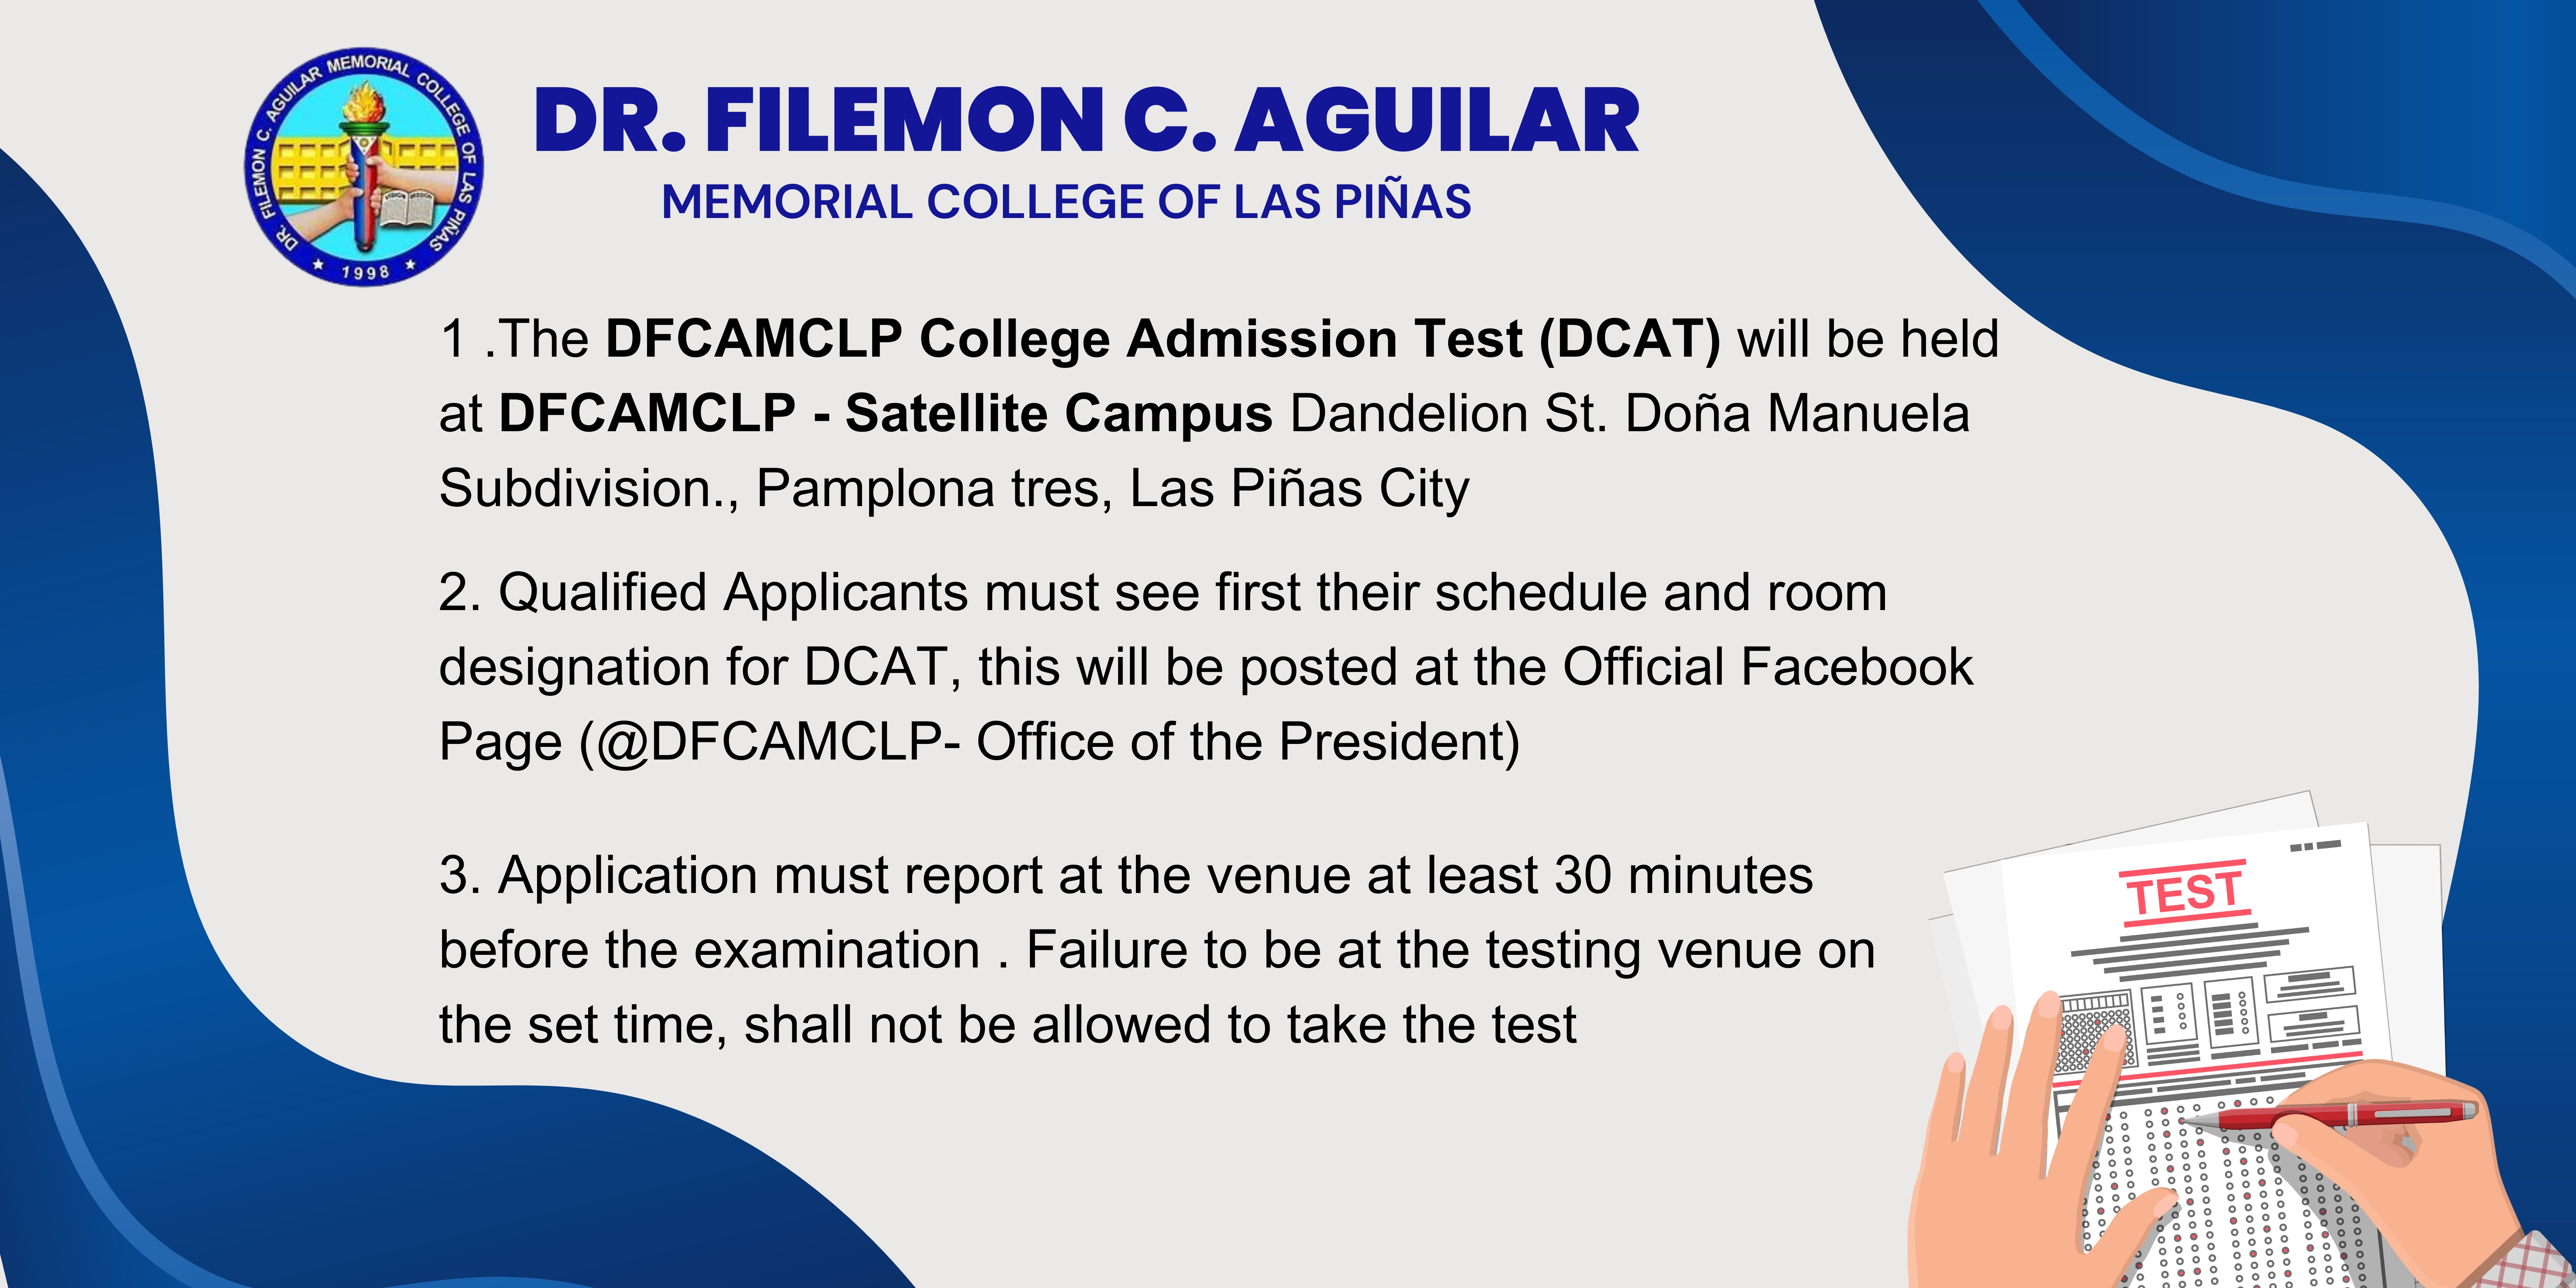 DR. FILEMON C. AGUILAR MEMORIAL COLLEGE OF LAS PIÑAS
VISION MISSION
1998
DR. FILEMON C. AGUILAR
MEMORIAL COLLEGE OF LAS PIÑAS
1 .The DFCAMCLP College Admission Test (DCAT) will be held
at DFCAMCLP - Satellite Campus Dandelion St. Doña Manuela
Subdivision., Pamplona tres, Las Piñas City
2. Qualified Applicants must see first their schedule and room
designation for DCAT, this will be posted at the Official Facebook
Page (@DFCAMCLP- Office of the President)
3. Application must report at the venue at least 30 minutes
before the examination . Failure to be at the testing venue on
the set time, shall not be allowed to take the test
TEST